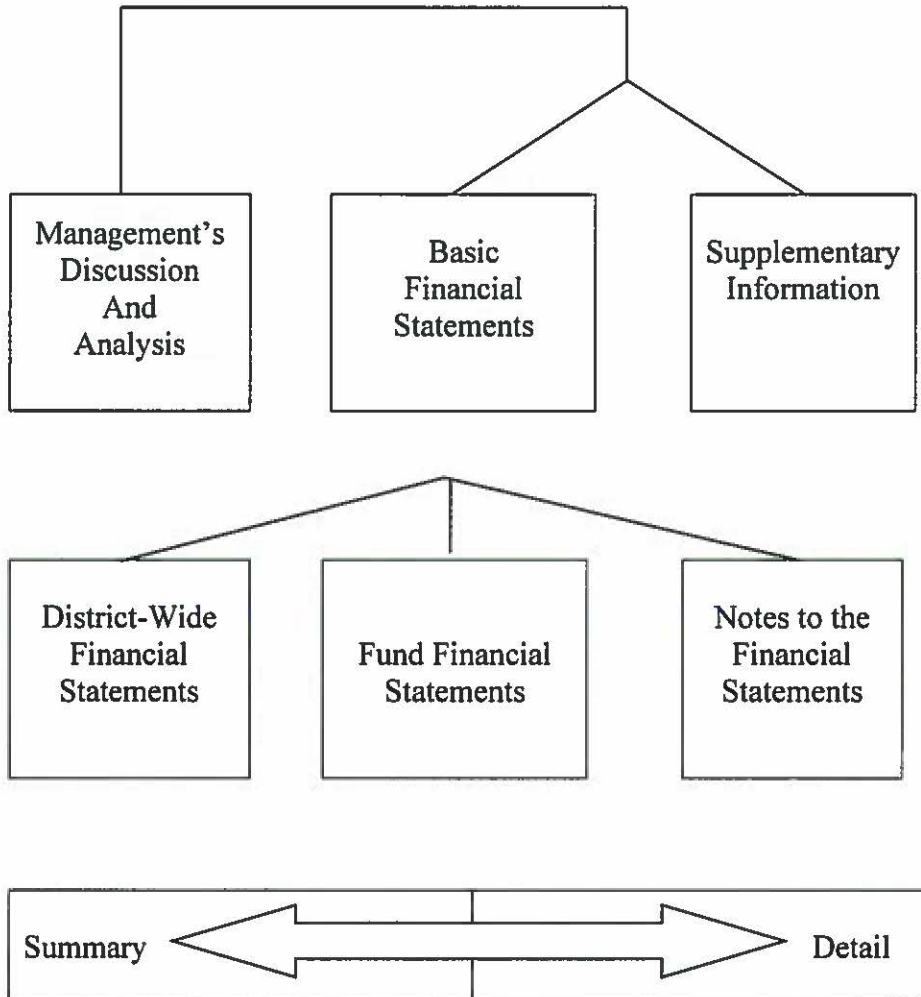 Management's
Discussion
And
Analysis
Basic
Financial
Statements
Supplementary
Information
District-Wide
Financial
Statements
Fund Financial
Statements
Notes to the
Financial
Statements
Summary
Detail